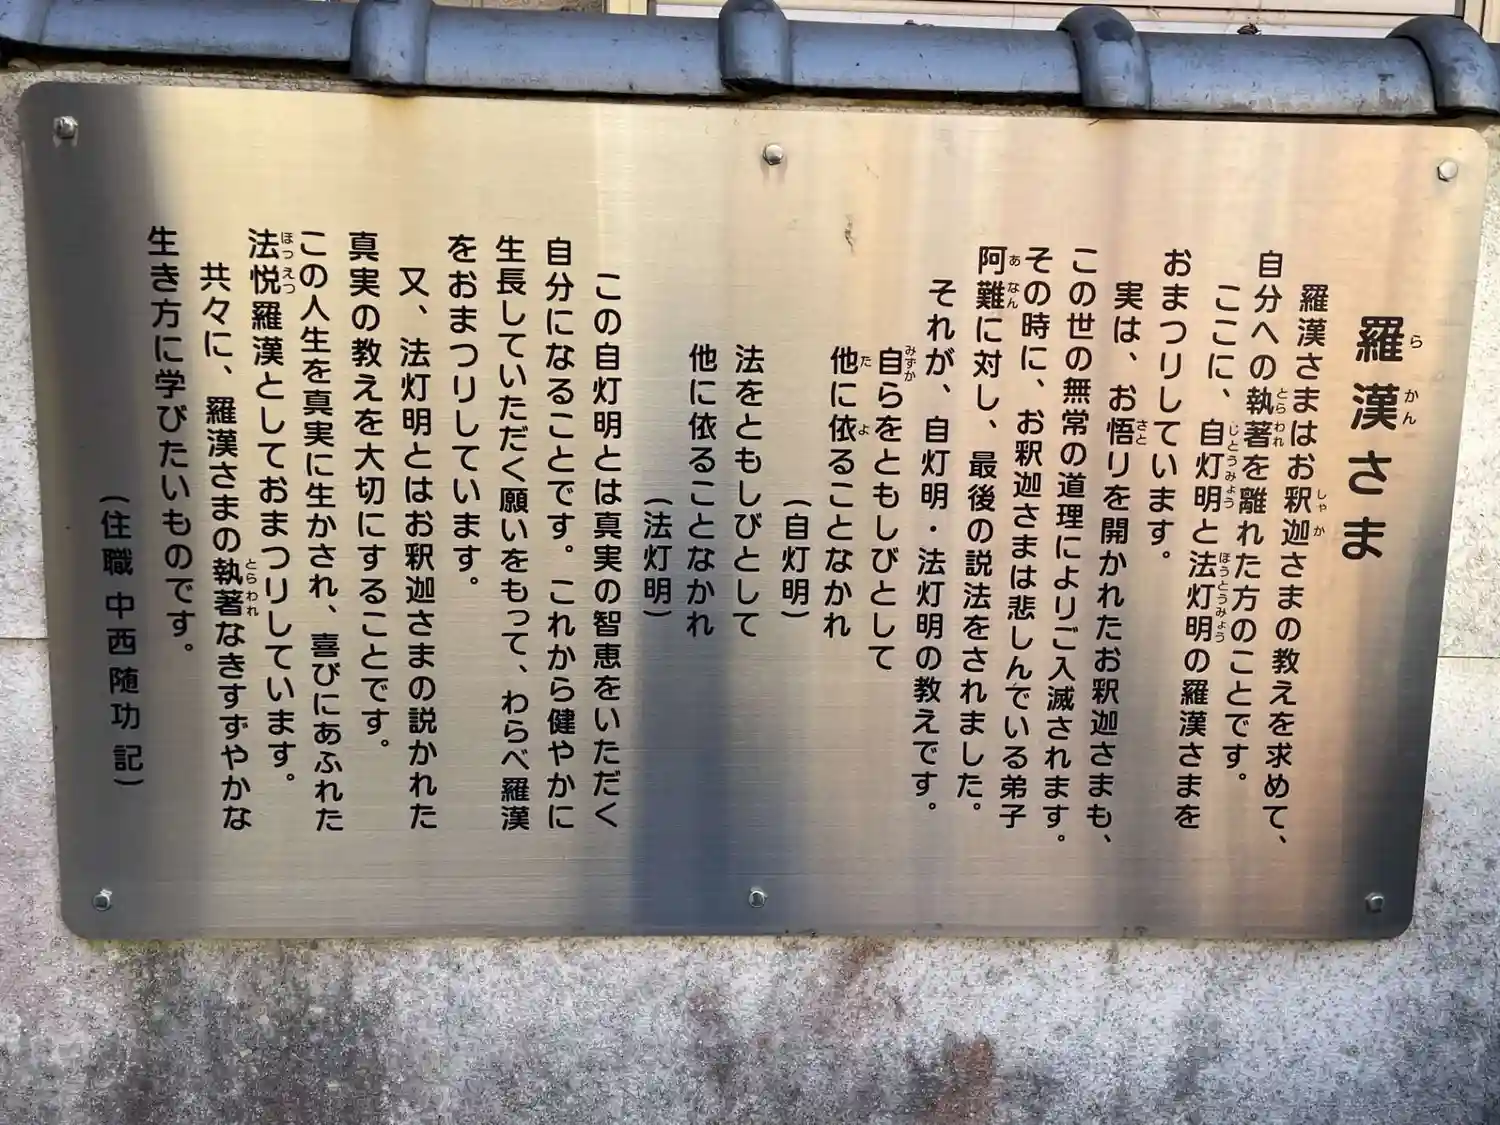 羅漢さま
羅漢さまはお釈迦さまの教えを求めて、
自分への執著を離れた方のことです。
ここに、自灯明と法灯明の羅漢さまを
おまつりしています。
実は、お悟りを開かれたお釈迦さまも、
この世の無常の道理によりご入滅されます。
その時に、お釈迦さまは悲しんでいる弟子
阿難に対し、最後の説法をされました。
それが、自灯明・法灯明の教えです。
自らをともしびとして
他に依ることなかれ
（自灯明）
法をともしびとして
他に依ることなかれ
（法灯明）
この自灯明とは真実の智恵をいただく
自分になることです。これから健やかに
生長していただく願いをもって、わらべ羅漢
をおまつりしています。
又、法灯明とはお釈迦さまの説かれた
真実の教えを大切にすることです。
この人生を真実に生かされ、喜びにあふれた
法悦羅漢としておまつりしています。
共々に、羅漢さまの執著なきすずやかな
生き方に学びたいものです。
（住職 中西随功 記）